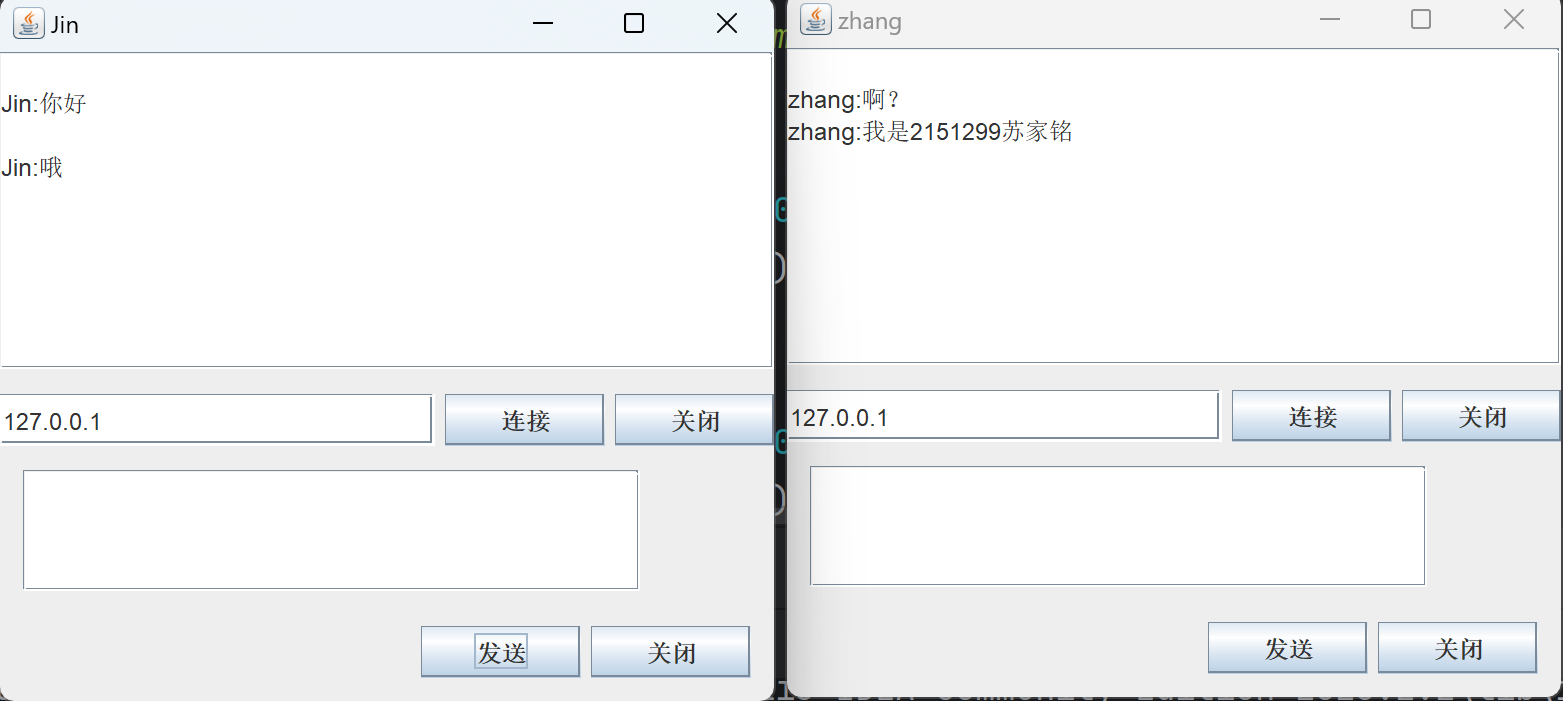 Jin
Jin:你好
Jin:哦
127.0.0.1
连接
关闭
发送
关闭
zhang
zhang:啊?
zhang:我是2151299苏家铭
127.0.0.1
连接
关闭
发送
关闭